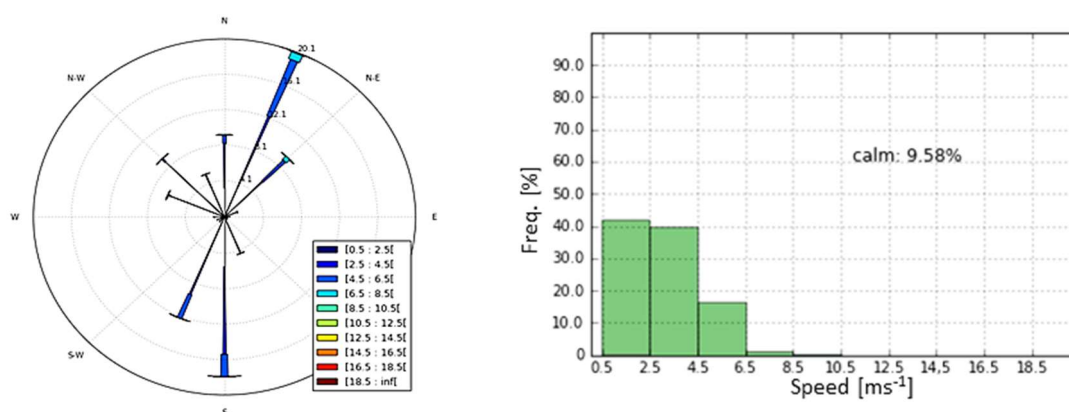 N
N-W
N-E
20.1
12.1
W
E
S-W
S
[0.5 : 2.5[
[2.5 : 4.5[
[4.5 : 6.5[
[6.5 : 8.5[
[8.5 : 10.5[
[10.5 : 12.5[
[12.5 : 14.5[
[14.5 : 16.5[
[16.5 : 18.5[
[18.5 : inf[
Freq. [%]
90.0
80.0
70.0
60.0
50.0
40.0
30.0
20.0
10.0
0
calm: 9.58%
0.5 2.5 4.5 6.5 8.5 10.5 12.5 14.5 16.5 18.5
Speed [ms-1]